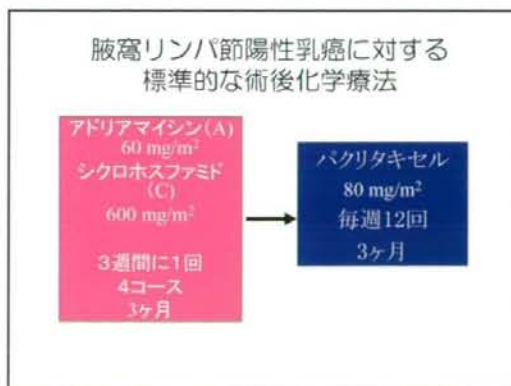 腋窩リンパ節陽性乳癌に対する
標準的な術後化学療法
アドリアマイシン(A)
60 mg/m²
シクロホスファミド
(C)
600 mg/m²
3週間に1回
4コース
3ヶ月
パクリタキセル
80 mg/m²
毎週12回
3ヶ月